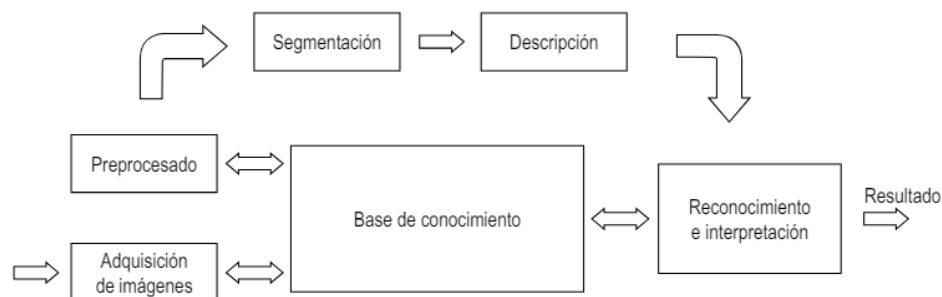 Segmentación
Descripción
Preprocesado
Base de conocimiento
Reconocimiento
e interpretación
Resultado
Adquisición
de imágenes